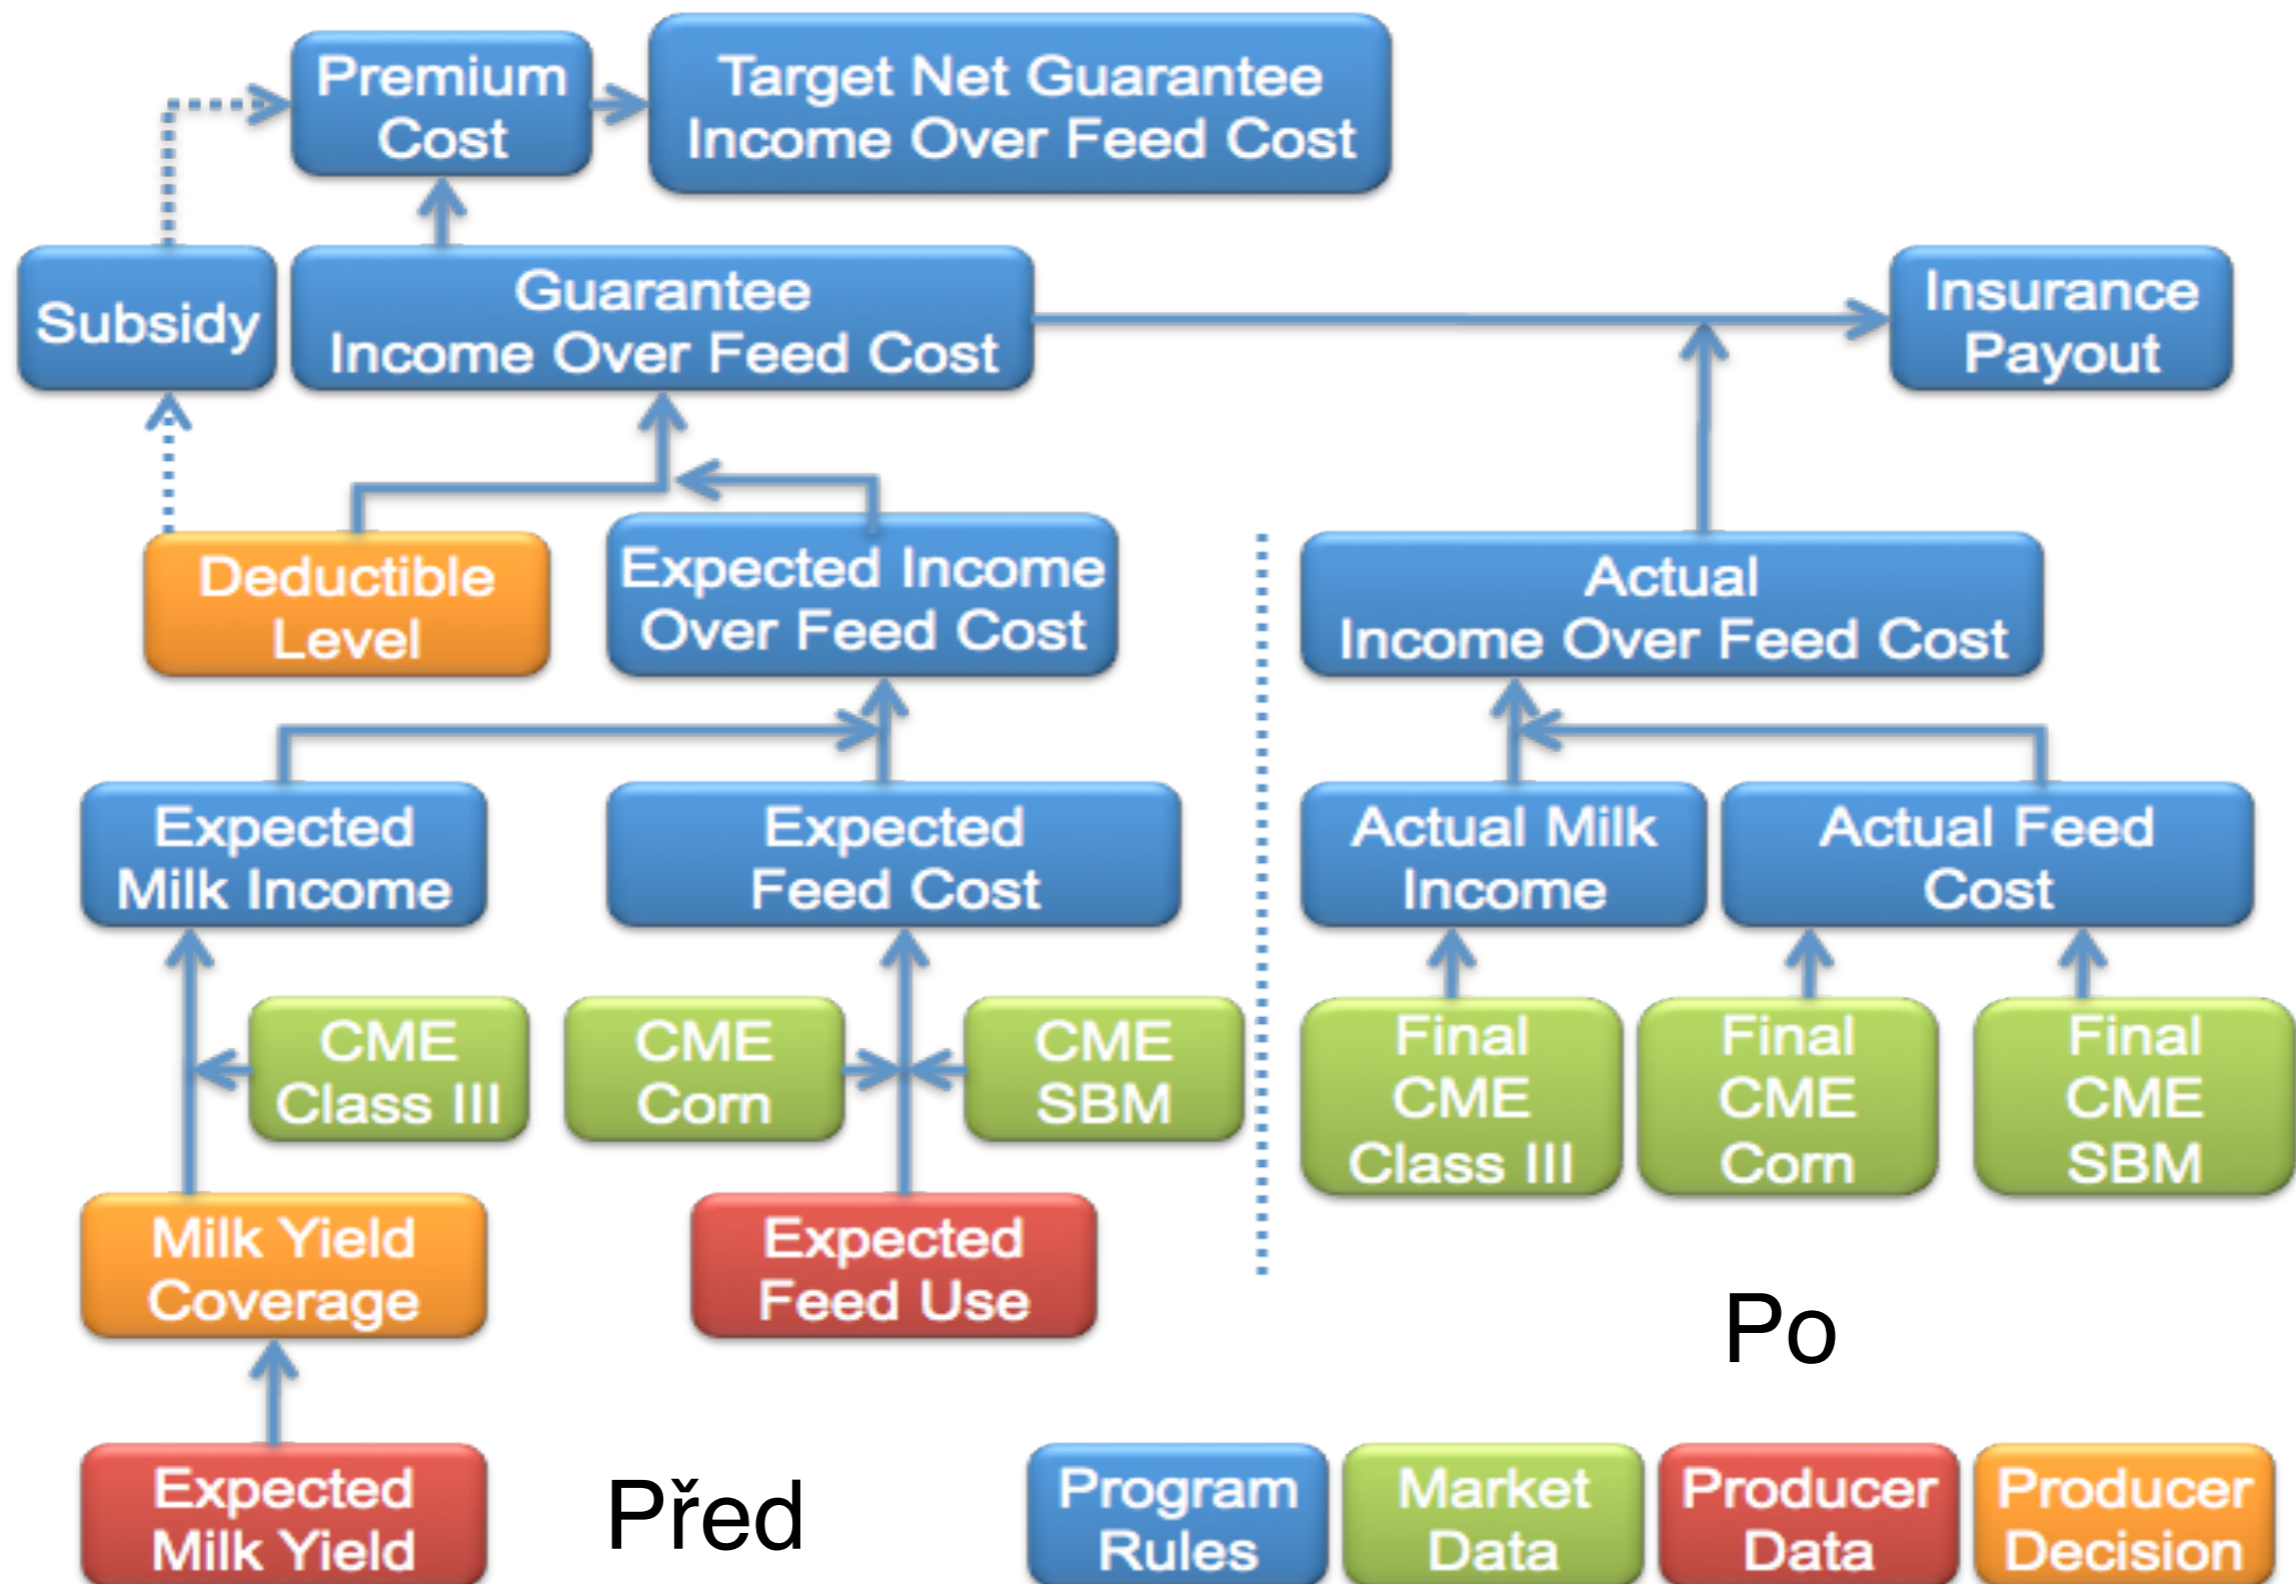 Premium
Cost
Target Net Guarantee
Income Over Feed Cost
Subsidy
Guarantee
Income Over Feed Cost
Insurance
Payout
Deductible
Level
Expected Income
Over Feed Cost
Actual
Income Over Feed Cost
Expected
Milk Income
Expected
Feed Cost
Actual Milk
Income
Actual Feed
Cost
CME
Class III
CME
Corn
CME
SBM
Final
CME
Class III
Final
CME
Corn
Final
CME
SBM
Milk Yield
Coverage
Expected
Feed Use
Po
Expected
Milk Yield
Před
Program
Rules
Market
Data
Producer
Data
Producer
Decision